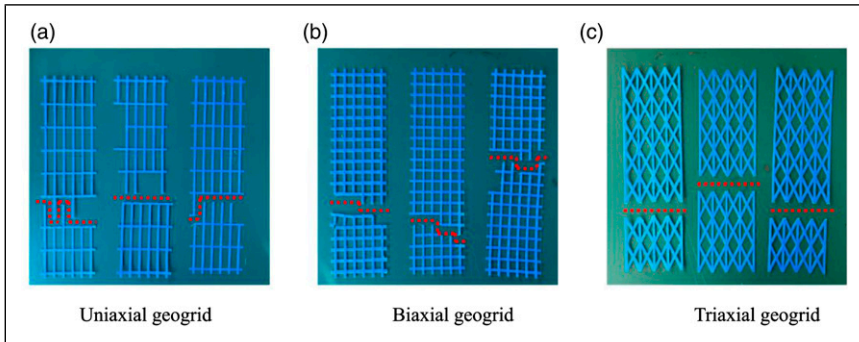 (a)
(b)
(c)
Uniaxial geogrid
Biaxial geogrid
Triaxial geogrid